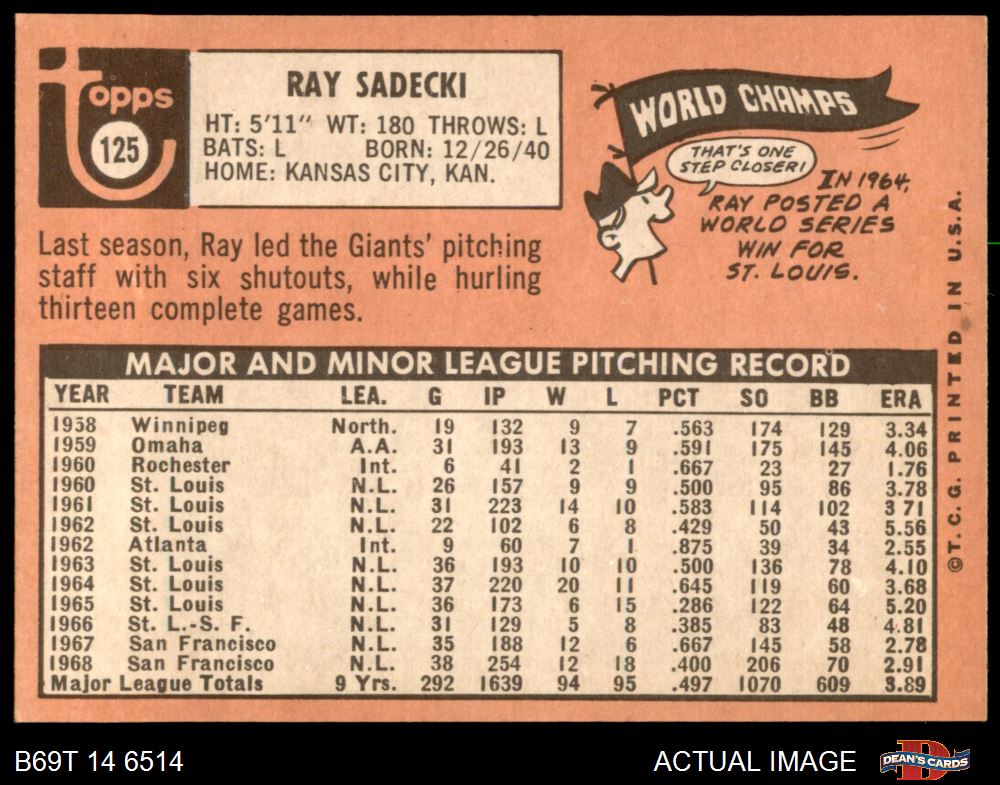 Topps
125
RAY SADECKI
HT: 5'11" WT: 180 THROWS: L
BATS: L BORN: 12/26/40
HOME: KANSAS CITY, KAN.
WORLD CHAMPS
THAT'S ONE
STEP CLOSER!
IN 1964,
RAY POSTED A
WORLD SERIES
WIN FOR
ST. LOUIS.
Last season, Ray led the Giants' pitching
staff with six shutouts, while hurling
thirteen complete games.
MAJOR AND MINOR LEAGUE PITCHING RECORD
YEAR TEAM LEA. G IP W L PCT SO BB ERA
1958 Winnipeg North. 19 132 9 7 .563 174 129 3.34
1959 Omaha A.A. 31 193 13 9 .591 175 145 4.06
1960 Rochester Int. 6 41 2 1 .667 23 27 1.76
1960 St. Louis N.L. 26 157 9 9 .500 95 86 3.78
1961 St. Louis N.L. 31 223 14 10 .583 114 102 3.71
1962 St. Louis N.L. 22 102 6 8 .429 50 43 5.56
1962 Atlanta Int. 9 60 7 1 .875 39 34 2.55
1963 St. Louis N.L. 36 193 10 10 .500 136 78 4.10
1964 St. Louis N.L. 37 220 20 11 .645 119 60 3.68
1965 St. Louis N.L. 36 173 6 15 .286 122 64 5.20
1966 St. L.-S. F. N.L. 31 129 5 8 .385 83 48 4.81
1967 San Francisco N.L. 35 188 12 6 .667 145 58 2.78
1968 San Francisco N.L. 38 254 12 18 .400 206 70 2.91
Major League Totals 9 Yrs. 292 1639 94 95 .497 1070 609 3.89
©T.C.G. PRINTED IN U.S.A.
B69T 14 6514
ACTUAL IMAGE
DEAN'S CARDS